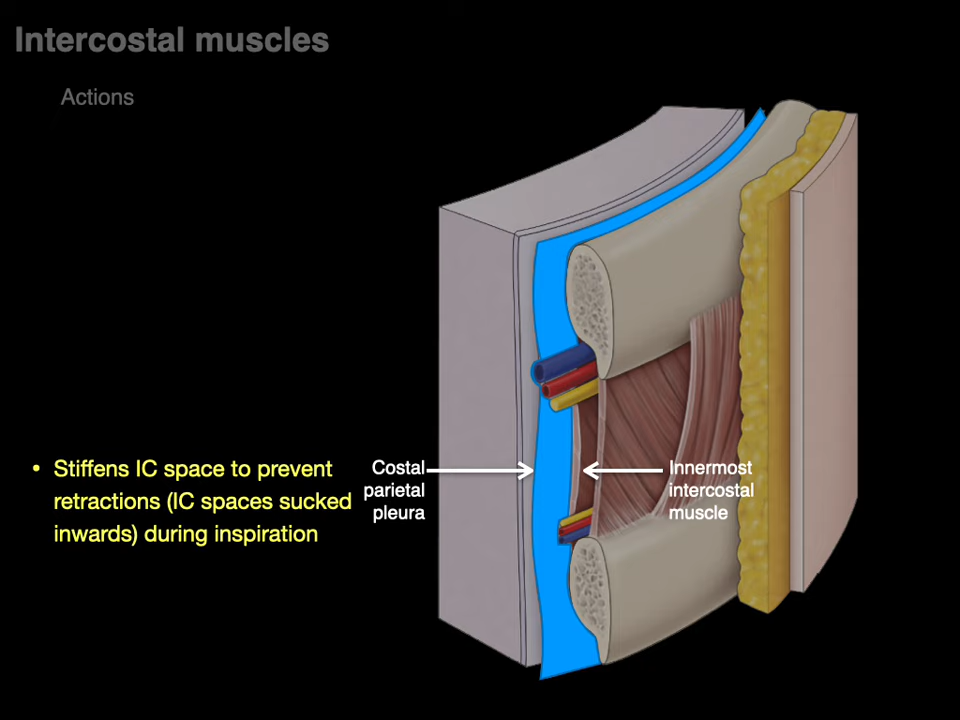 Intercostal muscles
Actions
• Stiffens IC space to prevent
retractions (IC spaces sucked
inwards) during inspiration
Costal
parietal
pleura
Innermost
intercostal
muscle